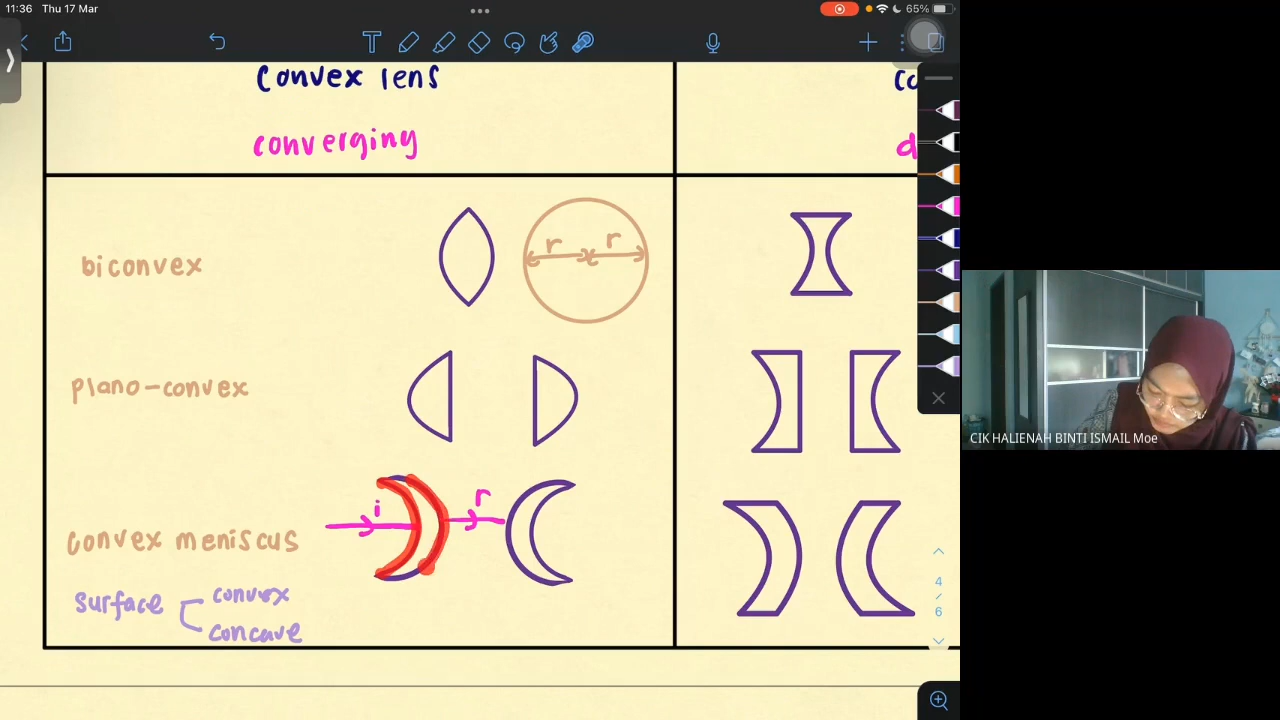 11:36 Thu 17 Mar
65%
convex lens
co
converging
d
biconvex
r r
plano-convex
i
r
convex meniscus
surface
convex
concave
4
/
6
CIK HALIENAH BINTI ISMAIL Moe